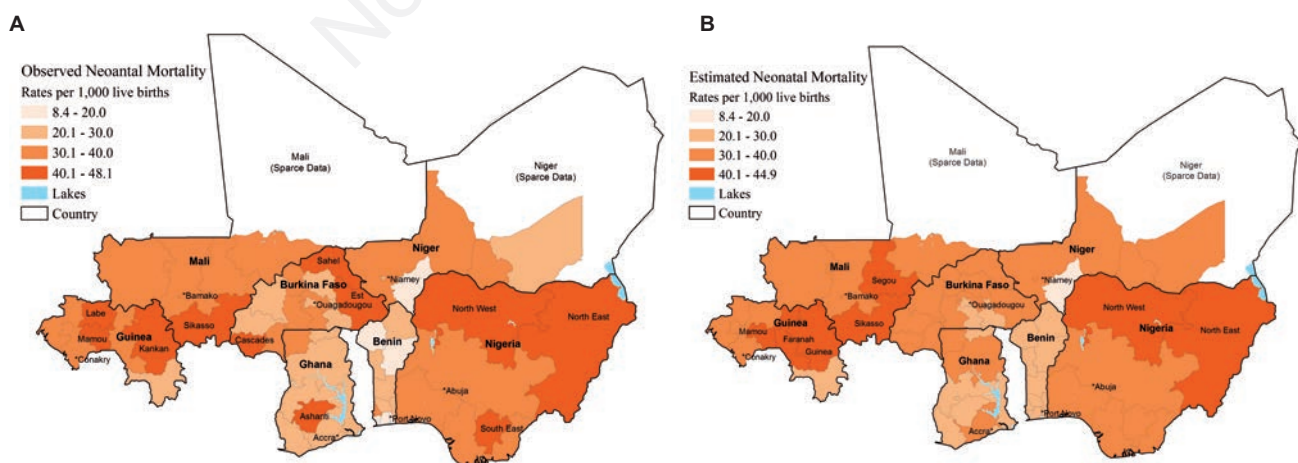 A
Observed Neoantal Mortality
Rates per 1,000 live births
8.4 - 20.0
20.1 - 30.0
30.1 - 40.0
40.1 - 48.1
Lakes
Country
Mali
(Sparce Data)
Niger
(Sparce Data)
Niger
Mali
Sahel
*Niamey
Burkina Faso
Est
*Bamako
*Ouagadougou
North West
North East
Labe
Sikasso
Guinea
Mamou
Kankan
Cascades
Benin
Nigeria
*Conakry
Ghana
*Abuja
Ashanti
*Port-Novo
South East
Accra*
B
Estimated Neonatal Mortality
Rates per 1,000 live births
8.4 - 20.0
20.1 - 30.0
30.1 - 40.0
40.1 - 44.9
Lakes
Country
Mali
(Sparce Data)
Niger
(Sparce Data)
Niger
Mali
Segou
*Niamey
Burkina Faso
*Bamako
*Ouagadougou
North West
North East
Sikasso
Guinea
Mamou
Faranah
Guinea
Benin
Nigeria
*Conakry
Ghana
*Abuja
*Port-Novo
Accra*